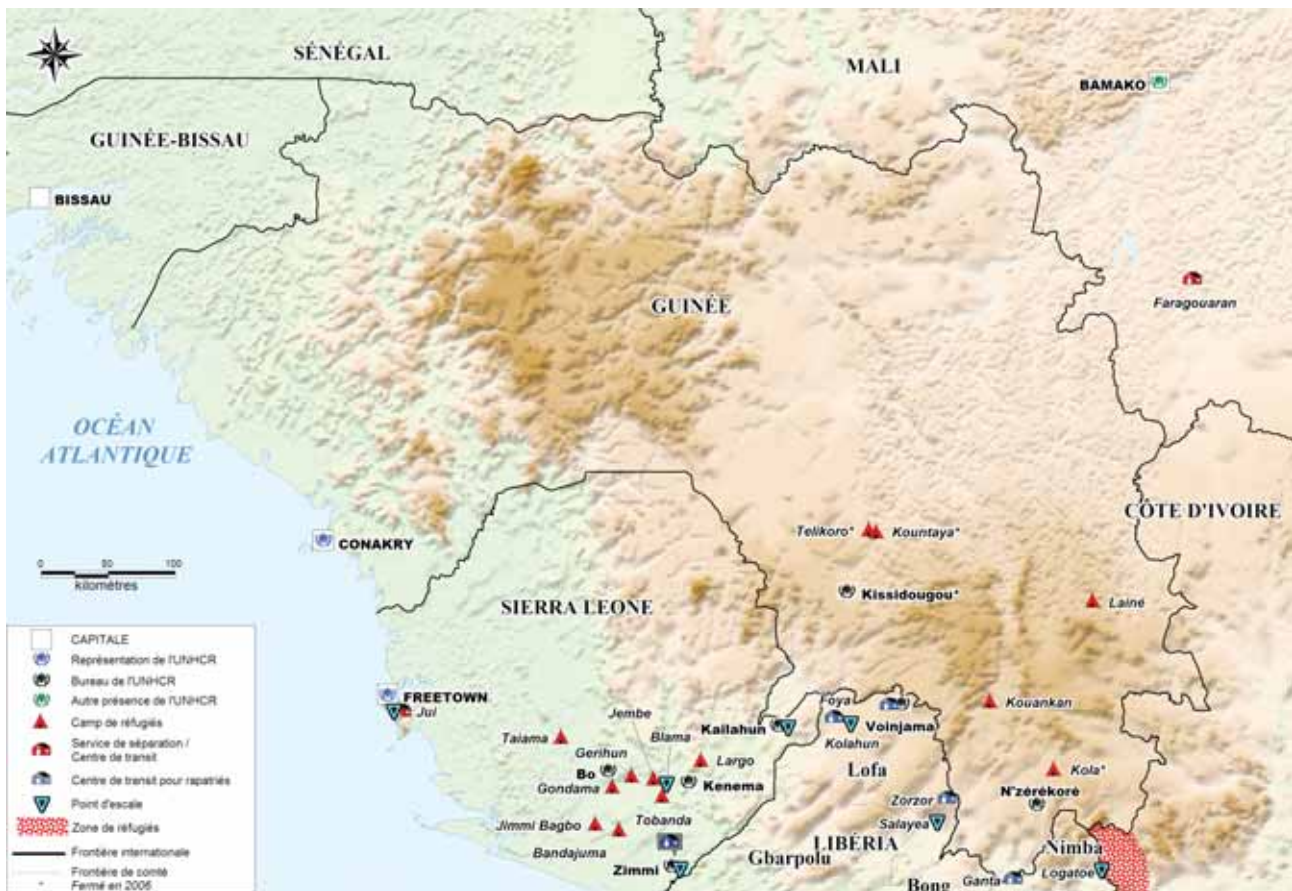 SÉNÉGAL
MALI
BAMAKO
GUINÉE-BISSAU
BISSAU
GUINÉE
Faragouaran
OCÉAN
ATLANTIQUE
CÔTE D'IVOIRE
Telikoro*
Kountaya*
CONAKRY
0 50 100
kilomètres
Kissidougou*
Lainé
SIERRA LEONE
CAPITALE
Représentation de l'UNHCR
Bureau de l'UNHCR
Autre présence de l'UNHCR
Camp de réfugiés
Service de séparation /
Centre de transit
Centre de transit pour rapatriés
Point d'escale
Zone de réfugiés
Frontière internationale
Frontière de comté
* Fermé en 2006
FREETOWN
Jui
Jembe
Blama
Kailahun
Foya
Voinjama
Kolahun
Kouankan
Taiama
Gerihun
Largo
Bo
Kenema
Gondama
Lofa
Kola*
N'zérékoré
Zorzor
Jimmi Bagbo
Tobanda
Salayea
Bandajuma
LIBÉRIA
Nimba
Zimmi
Gbarpolu
Logatoe
Ganta
Bong